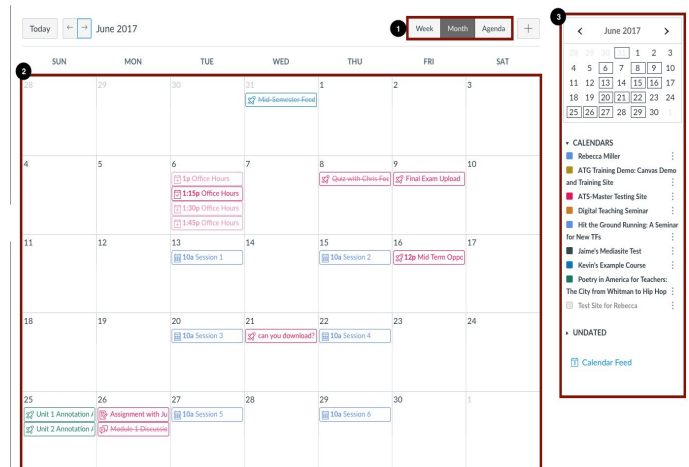 Today ← → June 2017
1
Week Month Agenda +
SUN MON TUE WED THU FRI SAT
2
28 29 30 31 1 2 3
Mid-Semester Feed
4 5 6 7 8 9 10
1p Office Hours
Quiz with Chris Foc
Final Exam Upload
1:15p Office Hours
1:30p Office Hours
1:45p Office Hours
11 12 13 14 15 16 17
10a Session 1
10a Session 2
12p Mid Term Oppo
18 19 20 21 22 23 24
10a Session 3
can you download?
10a Session 4
25 26 27 28 29 30 1
Unit 1 Annotation A
Assignment with Ju
10a Session 5
10a Session 6
Unit 2 Annotation A
Module 1 Discussio
3
< June 2017 >
28 29 30 31 1 2 3
4 5 6 7 8 9 10
11 12 13 14 15 16 17
18 19 20 21 22 23 24
25 26 27 28 29 30 1
CALENDARS
Rebecca Miller
ATG Training Demo: Canvas Demo
and Training Site
ATS-Master Testing Site
Digital Teaching Seminar
Hit the Ground Running: A Seminar
for New TFs
Jaime's Mediasite Test
Kevin's Example Course
Poetry in America for Teachers:
The City from Whitman to Hip Hop
Test Site for Rebecca
UNDATED
Calendar Feed